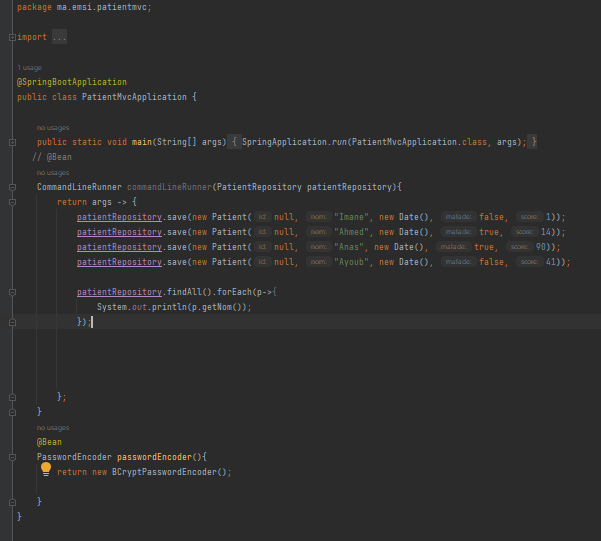 package ma.emsi.patientmvc;
import ...
1 usage
@SpringBootApplication
public class PatientMvcApplication {
no usages
public static void main(String[] args) { SpringApplication.run(PatientMvcApplication.class, args); }
// @Bean
no usages
CommandLineRunner commandLineRunner(PatientRepository patientRepository){
return args -> {
patientRepository.save(new Patient( id: null, nom: "Imane", new Date(), malade: false, score: 1));
patientRepository.save(new Patient( id: null, nom: "Ahmed", new Date(), malade: true, score: 14));
patientRepository.save(new Patient( id: null, nom: "Anas", new Date(), malade: true, score: 90));
patientRepository.save(new Patient( id: null, nom: "Ayoub", new Date(), malade: false, score: 41));
patientRepository.findAll().forEach(p->{
System.out.println(p.getNom());
});
};
}
no usages
@Bean
PasswordEncoder passwordEncoder(){
return new BCryptPasswordEncoder();
}
}